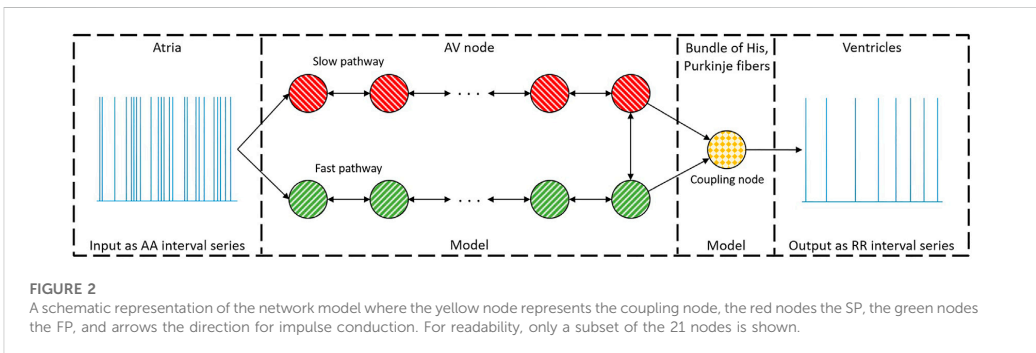 Atria
AV node
Bundle of His,
Purkinje fibers
Ventricles
Slow pathway
. . .
Fast pathway
. . .
Coupling node
Input as AA interval series
Model
Model
Output as RR interval series
FIGURE 2
A schematic representation of the network model where the yellow node represents the coupling node, the red nodes the SP, the green nodes
the FP, and arrows the direction for impulse conduction. For readability, only a subset of the 21 nodes is shown.